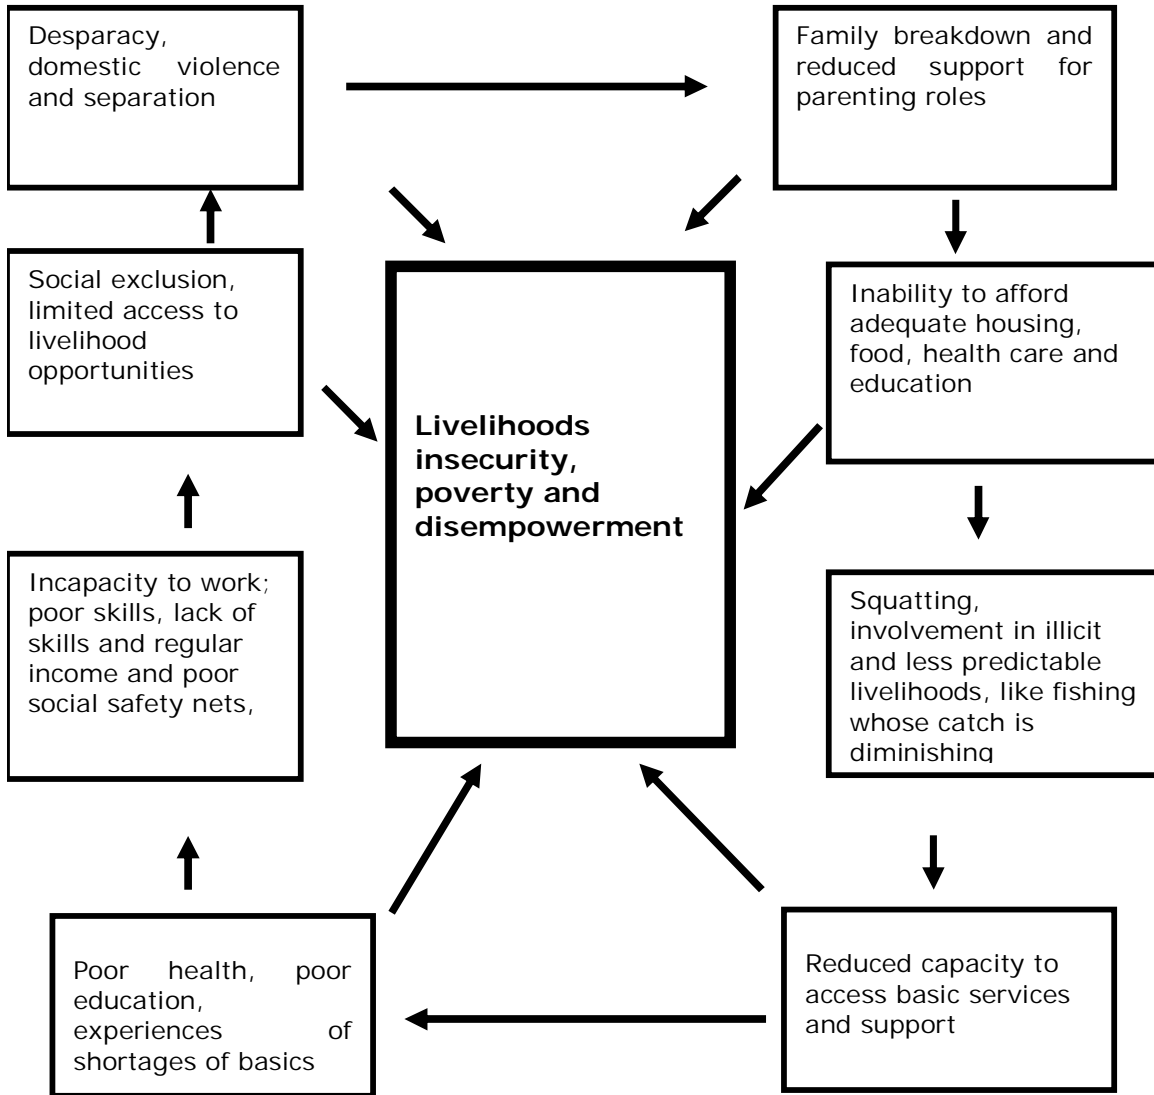 Desparacy,
domestic violence
and separation
Family breakdown and
reduced support for
parenting roles
Social exclusion,
limited access to
livelihood
opportunities
Livelihoods
insecurity,
poverty and
disempowerment
Inability to afford
adequate housing,
food, health care and
education
Incapacity to work;
poor skills, lack of
skills and regular
income and poor
social safety nets,
Squatting,
involvement in illicit
and less predictable
livelihoods, like fishing
whose catch is
diminishing
Poor health, poor
education,
experiences of
shortages of basics
Reduced capacity to
access basic services
and support